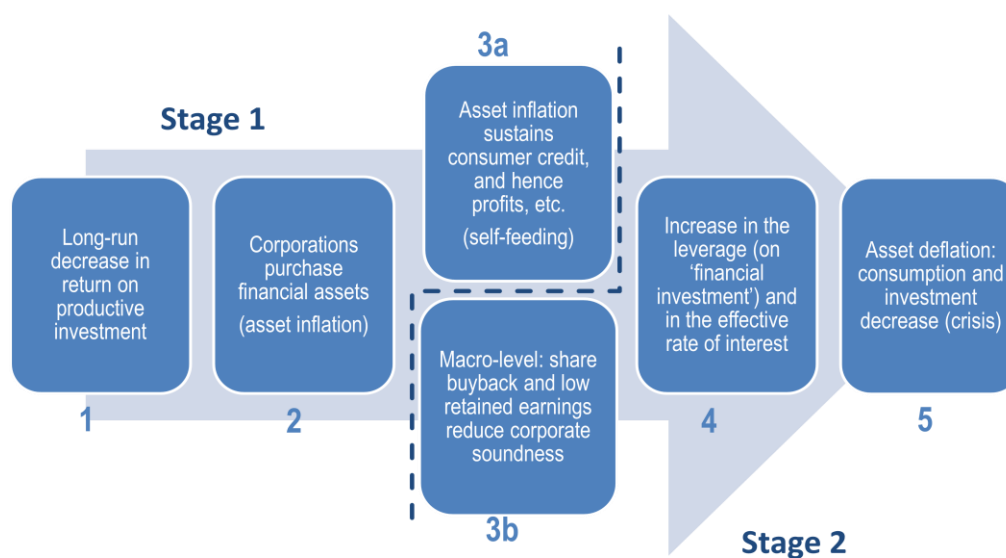 Stage 1
Long-run
decrease in
return on
productive
investment
1
Corporations
purchase
financial assets
(asset inflation)
2
3a
Asset inflation
sustains
consumer credit,
and hence
profits, etc.
(self-feeding)
Macro-level: share
buyback and low
retained earnings
reduce corporate
soundness
3b
Increase in the
leverage (on
‘financial
investment’) and
in the effective
rate of interest
4
Asset deflation:
consumption and
investment
decrease (crisis)
5
Stage 2